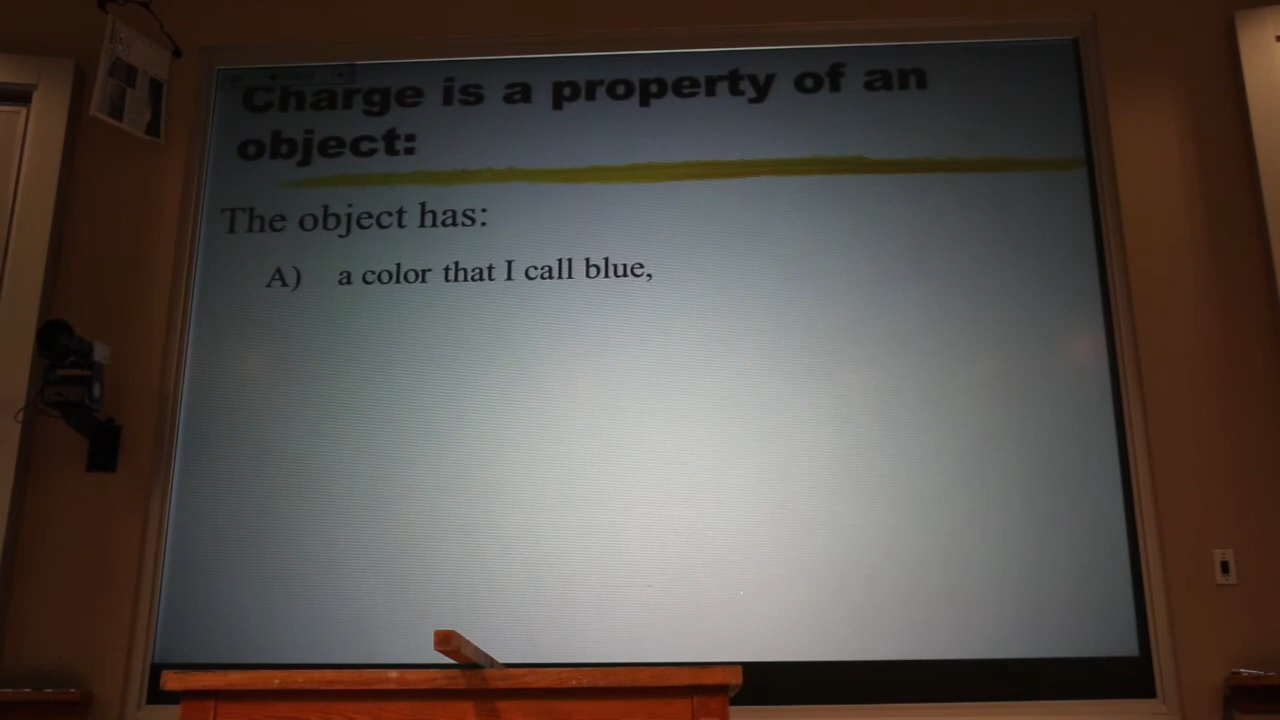 Charge is a property of an
object:
The object has:
A) a color that I call blue,